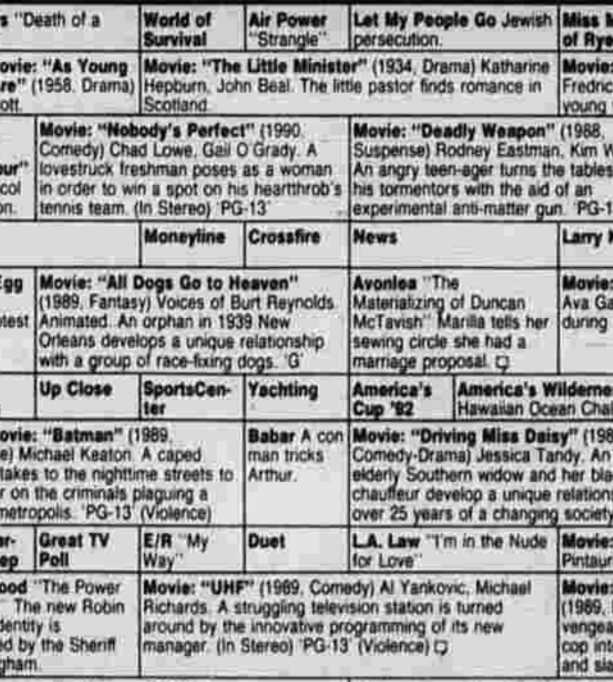 s "Death of a
World of
Survival
Air Power
"Strangle"
Let My People Go Jewish
persecution.
Miss
of Rye
ovie: "As Young
re" (1958, Drama)
ott.
Movie: "The Little Minister" (1934, Drama) Katharine
Hepburn, John Beal. The little pastor finds romance in
Scotland.
Movie:
Fredric
young
our"
col
on.
Movie: "Nobody's Perfect" (1990,
Comedy) Chad Lowe, Gail O'Grady. A
lovestruck freshman poses as a woman
in order to win a spot on his heartthrob's
tennis team. (In Stereo) 'PG-13'
Movie: "Deadly Weapon" (1988,
Suspense) Rodney Eastman, Kim W
An angry teen-ager turns the tables
his tormentors with the aid of an
experimental anti-matter gun. 'PG-1
Moneyline
Crossfire
News
Larry K
Egg
otest
Movie: "All Dogs Go to Heaven"
(1989, Fantasy) Voices of Burt Reynolds.
Animated. An orphan in 1939 New
Orleans develops a unique relationship
with a group of race-fixing dogs. 'G'
Avonlea "The
Materializing of Duncan
McTavish" Marilla tells her
sewing circle she had a
marriage proposal.
Movie:
Ava Ga
during
Up Close
SportsCen-
ter
Yachting
America's
Cup '92
America's Wilderne
Hawaiian Ocean Cha
ovie: "Batman" (1989,
e) Michael Keaton. A caped
takes to the nighttime streets to
r on the criminals plaguing a
metropolis. 'PG-13' (Violence)
Babar A con
man tricks
Arthur.
Movie: "Driving Miss Daisy" (198
Comedy-Drama) Jessica Tandy. An
elderly Southern widow and her bla
chauffeur develop a unique relation
over 25 years of a changing society
er-
ep
Great TV
Poll
E/R "My
Way"
Duet
L.A. Law "I'm in the Nude
for Love"
Movie:
Pintaur
ood "The Power
The new Robin
dentity is
ed by the Sheriff
gham.
Movie: "UHF" (1989, Comedy) Al Yankovic, Michael
Richards. A struggling television station is turned
around by the innovative programming of its new
manager. (In Stereo) 'PG-13' (Violence)
Movie
(1989,
vengea
cop int
and sla